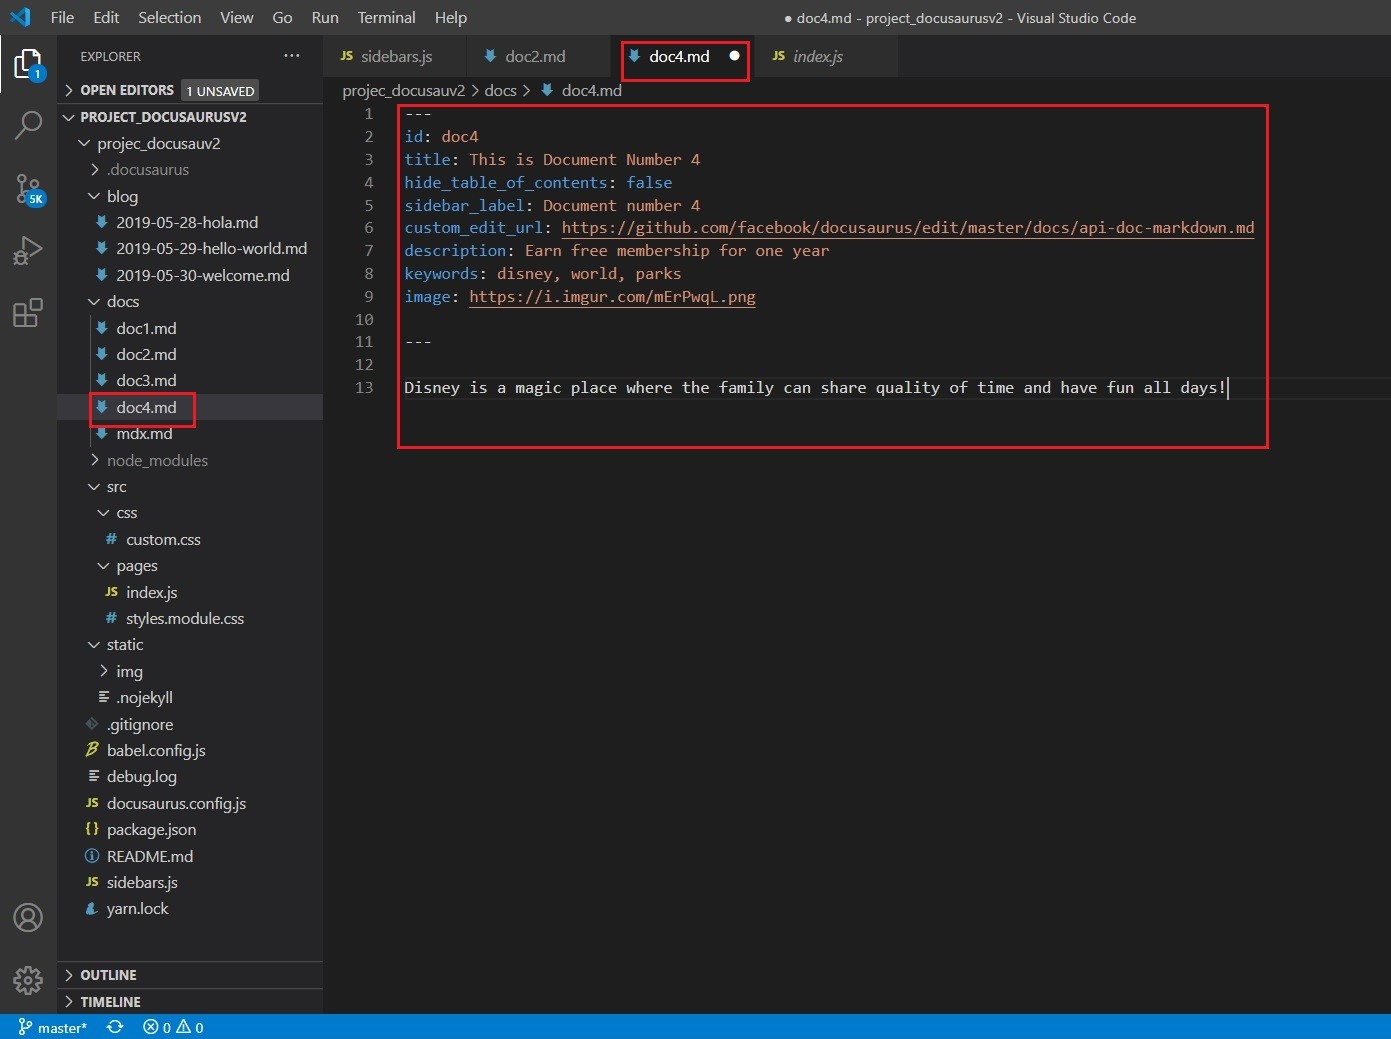 File Edit Selection View Go Run Terminal Help ● doc4.md - project_docusaurusv2 - Visual Studio Code
EXPLORER ···
1
5K
OPEN EDITORS 1 UNSAVED
PROJECT_DOCUSAURUSV2
projec_docusauv2
.docusaurus
blog
2019-05-28-hola.md
2019-05-29-hello-world.md
2019-05-30-welcome.md
docs
doc1.md
doc2.md
doc3.md
doc4.md
mdx.md
node_modules
src
css
# custom.css
pages
JS index.js
# styles.module.css
static
img
.nojekyll
.gitignore
babel.config.js
debug.log
JS docusaurus.config.js
{} package.json
README.md
JS sidebars.js
yarn.lock
OUTLINE
TIMELINE
JS sidebars.js doc2.md doc4.md ● JS index.js
projec_docusauv2 > docs > doc4.md
1 ---
2 id: doc4
3 title: This is Document Number 4
4 hide_table_of_contents: false
5 sidebar_label: Document number 4
6 custom_edit_url: https://github.com/facebook/docusaurus/edit/master/docs/api-doc-markdown.md
7 description: Earn free membership for one year
8 keywords: disney, world, parks
9 image: https://i.imgur.com/mErPwqL.png
10
11 ---
12
13 Disney is a magic place where the family can share quality of time and have fun all days!
master* 0 0